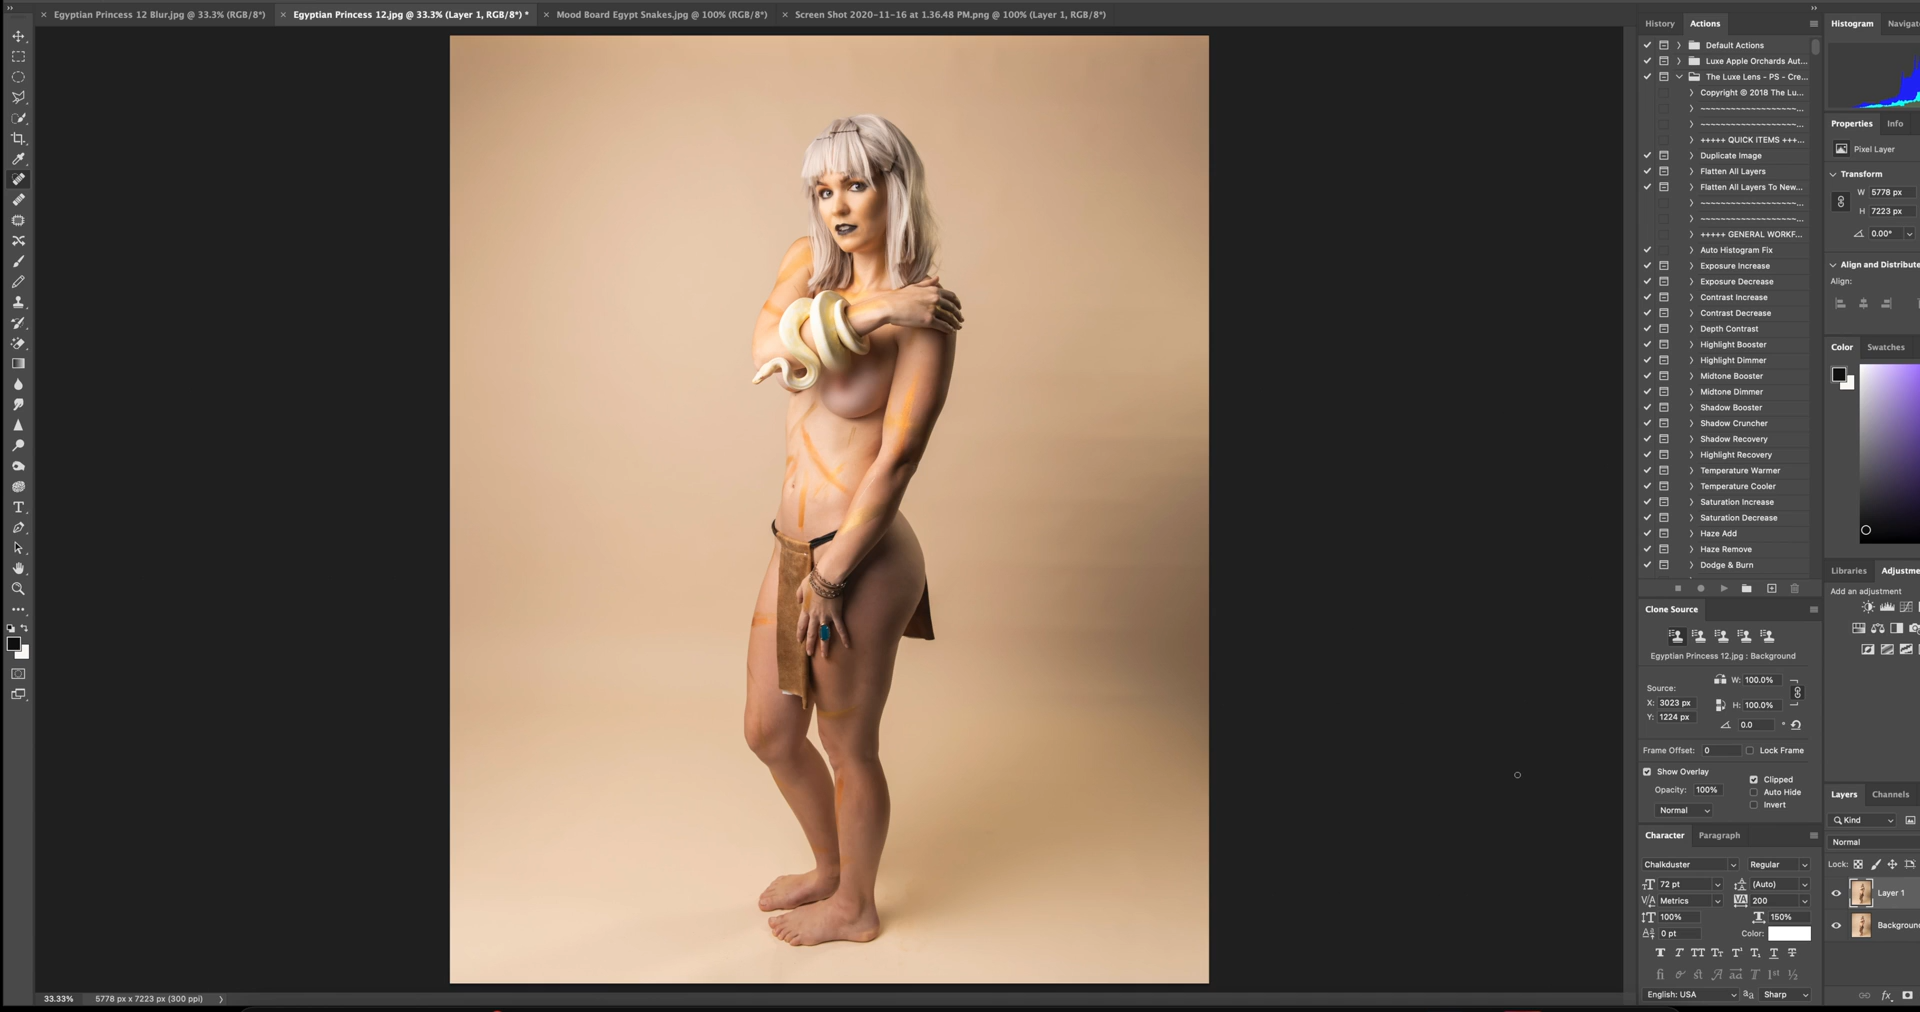 Egyptian Princess 12 Blur.jpg @ 33.3% (RGB/8*)
Egyptian Princess 12.jpg @ 33.3% (Layer 1, RGB/8*) *
Mood Board Egypt Snakes.jpg @ 100% (RGB/8*)
Screen Shot 2020-11-16 at 1.36.48 PM.png @ 100% (Layer 1, RGB/8*)
History Actions
Default Actions
Luxe Apple Orchards Aut...
The Luxe Lens - PS - Cre...
Copyright © 2018 The Lu...
+++++ QUICK ITEMS +++...
Duplicate Image
Flatten All Layers
Flatten All Layers To New...
+++++ GENERAL WORKF...
Auto Histogram Fix
Exposure Increase
Exposure Decrease
Contrast Increase
Contrast Decrease
Depth Contrast
Highlight Booster
Highlight Dimmer
Midtone Booster
Midtone Dimmer
Shadow Booster
Shadow Cruncher
Shadow Recovery
Highlight Recovery
Temperature Warmer
Temperature Cooler
Saturation Increase
Saturation Decrease
Haze Add
Haze Remove
Dodge & Burn
Clone Source
Egyptian Princess 12.jpg : Background
W: 100.0%
Source:
X: 3023 px
H: 100.0%
Y: 1224 px
0.0 °
Frame Offset: 0 Lock Frame
Show Overlay Clipped
Opacity: 100% Auto Hide
Normal Invert
Character Paragraph
Chalkduster Regular
72 pt (Auto)
Metrics 200
100% 150%
0 pt Color:
English: USA Sharp
Histogram Navigat
Properties Info
Pixel Layer
Transform
W 5778 px
H 7223 px
0.00°
Align and Distribute
Align:
Color Swatches
Libraries Adjustme
Add an adjustment
Layers Channels
Kind
Normal
Lock:
Layer 1
Background
33.33% 5778 px x 7223 px (300 ppi)